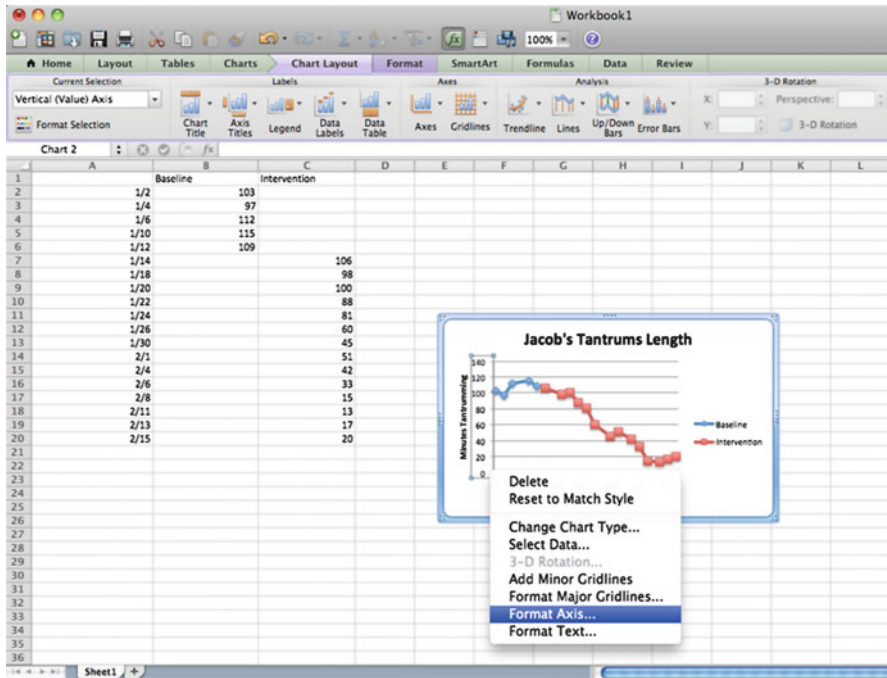 Workbook1
100%
Home Layout Tables Charts Chart Layout Format SmartArt Formulas Data Review
Current Selection Labels Axes Analysis 3-D Rotation
Vertical (Value) Axis X: Perspective:
Format Selection Chart Title Axis Titles Legend Data Labels Data Table Axes Gridlines Trendline Lines Up/Down Bars Error Bars Y: 3-D Rotation
Chart 2 fx
A B C D E F G H I J K L
1 Baseline Intervention
2 1/2 103
3 1/4 97
4 1/6 112
5 1/10 115
6 1/12 109
7 1/14 106
8 1/18 98
9 1/20 100
10 1/22 88
11 1/24 81
12 1/26 60
13 1/30 45
14 2/1 51
15 2/4 42
16 2/6 33
17 2/8 15
18 2/11 13
19 2/13 17
20 2/15 20
21
22
23
24
25
26
27
28
29
30
31
32
33
34
35
36
Jacob's Tantrums Length
Minutes Tantrumming
140
120
100
80
60
40
20
0
Baseline
Intervention
Delete
Reset to Match Style
Change Chart Type...
Select Data...
3-D Rotation...
Add Minor Gridlines
Format Major Gridlines...
Format Axis...
Format Text...
Sheet1